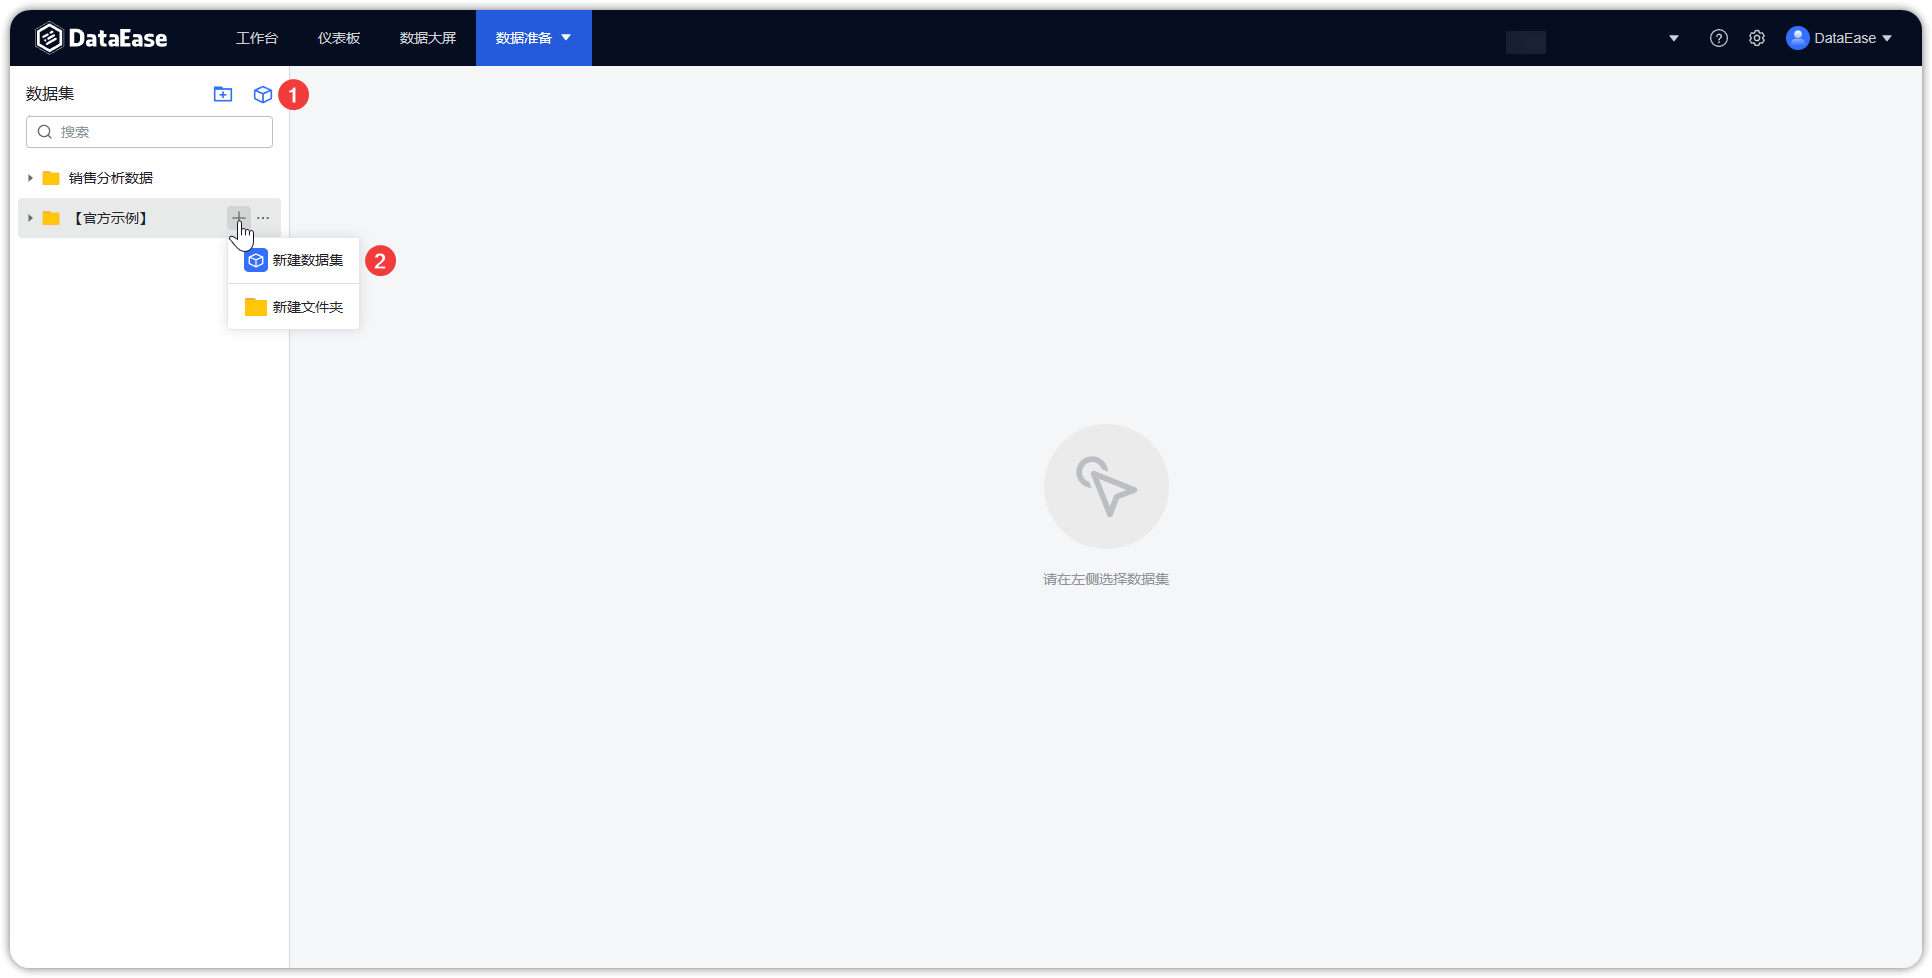 DataEase 工作台 仪表板 数据大屏 数据准备 DataEase
数据集 1
搜索
销售分析数据
【官方示例】
新建数据集 2
新建文件夹
请在左侧选择数据集